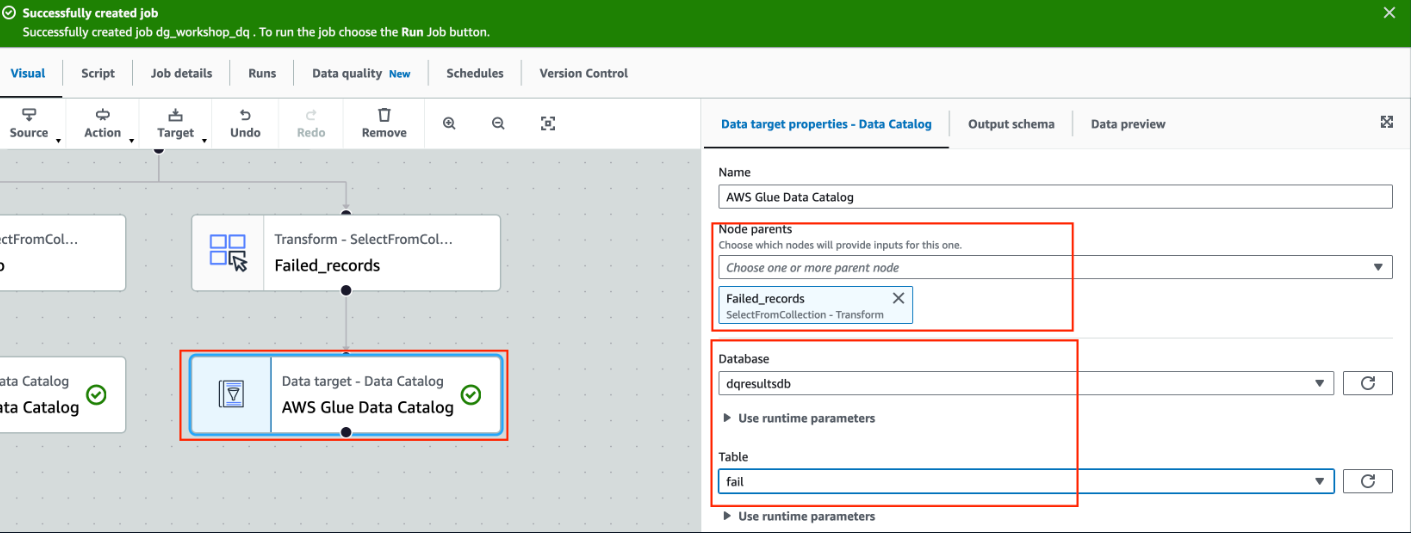 Successfully created job
Successfully created job dg_workshop_dq . To run the job choose the Run Job button.
Visual
Script
Job details
Runs
Data quality New
Schedules
Version Control
Source
Action
Target
Undo
Redo
Remove
Data target properties - Data Catalog
Output schema
Data preview
Name
AWS Glue Data Catalog
Node parents
Choose which nodes will provide inputs for this one.
Choose one or more parent node
Failed_records
SelectFromCollection - Transform
Database
dqresultsdb
Use runtime parameters
Table
fail
Use runtime parameters
ectFromCol...
Transform - SelectFromCol...
Failed_records
ata Catalog
ata Catalog
Data target - Data Catalog
AWS Glue Data Catalog